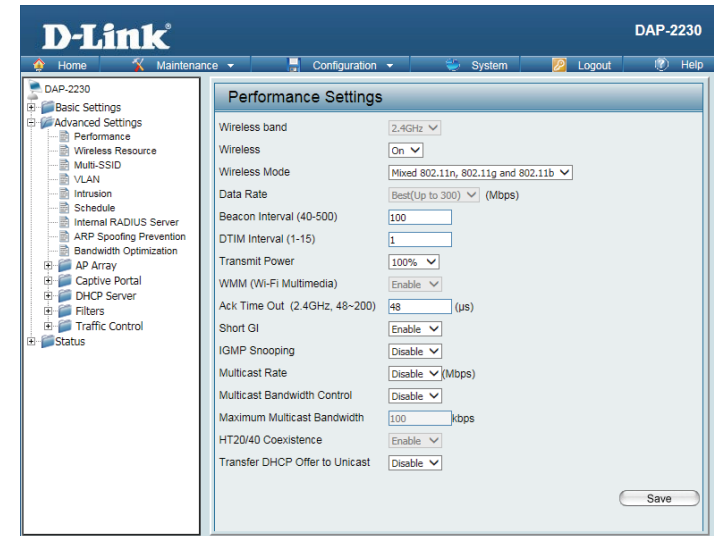 D-Link®
DAP-2230
Home
Maintenance
Configuration
System
Logout
Help
DAP-2230
Basic Settings
Advanced Settings
Performance
Wireless Resource
Multi-SSID
VLAN
Intrusion
Schedule
Internal RADIUS Server
ARP Spoofing Prevention
Bandwidth Optimization
AP Array
Captive Portal
DHCP Server
Filters
Traffic Control
Status
Performance Settings
Wireless band 2.4GHz
Wireless On
Wireless Mode Mixed 802.11n, 802.11g and 802.11b
Data Rate Best(Up to 300) (Mbps)
Beacon Interval (40-500) 100
DTIM Interval (1-15) 1
Transmit Power 100%
WMM (Wi-Fi Multimedia) Enable
Ack Time Out (2.4GHz, 48~200) 48 (µs)
Short GI Enable
IGMP Snooping Disable
Multicast Rate Disable (Mbps)
Multicast Bandwidth Control Disable
Maximum Multicast Bandwidth 100 kbps
HT20/40 Coexistence Enable
Transfer DHCP Offer to Unicast Disable
Save